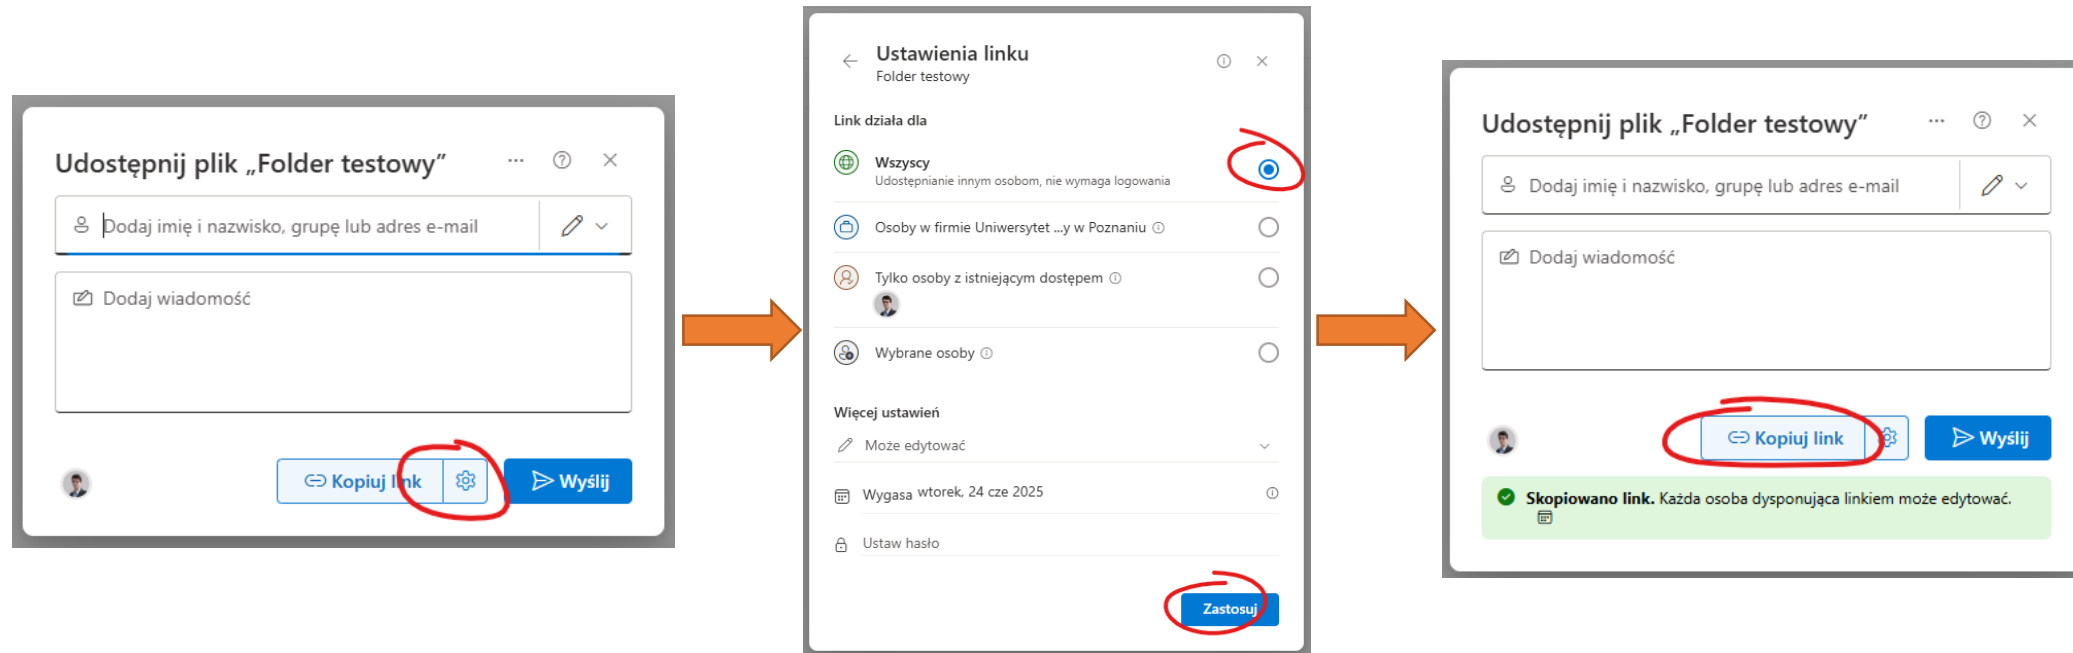 Udostępnij plik „Folder testowy”
Dodaj imię i nazwisko, grupę lub adres e-mail
Dodaj wiadomość
Kopiuj link
Wyślij
Ustawienia linku
Folder testowy
Link działa dla
Wszyscy
Udostępnianie innym osobom, nie wymaga logowania
Osoby w firmie Uniwersytet ...y w Poznaniu
Tylko osoby z istniejącym dostępem
Wybrane osoby
Więcej ustawień
Może edytować
Wygasa wtorek, 24 cze 2025
Ustaw hasło
Zastosuj
Udostępnij plik „Folder testowy”
Dodaj imię i nazwisko, grupę lub adres e-mail
Dodaj wiadomość
Kopiuj link
Wyślij
Skopiowano link. Każda osoba dysponująca linkiem może edytować.